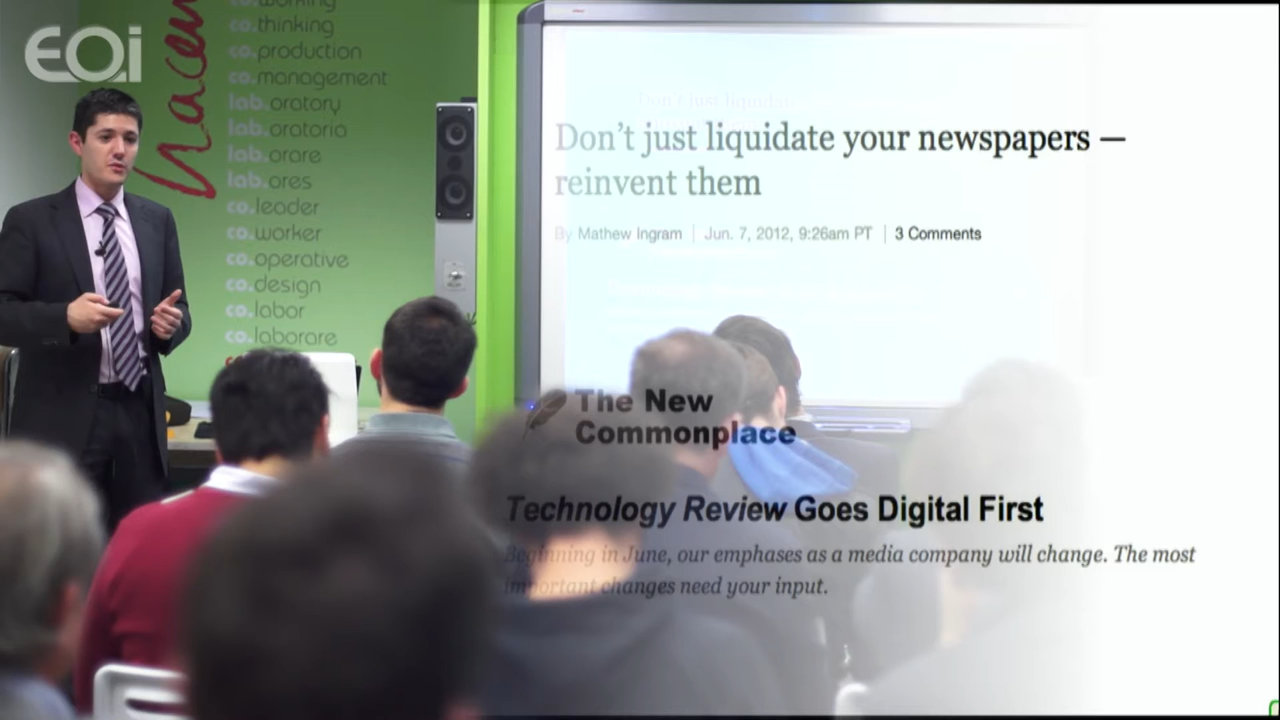 EOi
co.working
co.thinking
co.production
co.management
lab.oratory
lab.oratoria
lab.orare
lab.ores
co.leader
co.worker
co.operative
co.design
co.labor
co.laborare
Don't just liquidate your newspapers —
reinvent them
By Mathew Ingram | Jun. 7, 2012, 9:26am PT | 3 Comments
The New
Commonplace
Technology Review Goes Digital First
Beginning in June, our emphases as a media company will change. The most
important changes need your input.